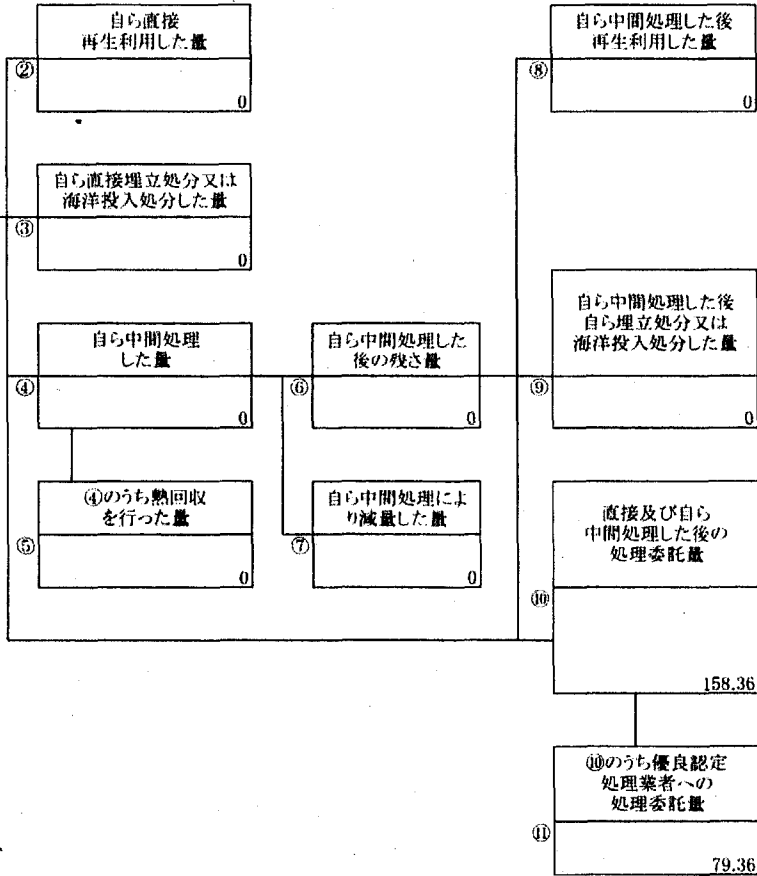 自ら直接
再生利用した量
②
0
自ら直接埋立処分又は
海洋投入処分した量
③
0
自ら中間処理
した量
④
0
④のうち熱回収
を行った量
⑤
0
自ら中間処理した
後の残さ量
⑥
0
自ら中間処理によ
り減量した量
⑦
0
自ら中間処理した後
再生利用した量
⑧
0
自ら中間処理した後
自ら埋立処分又は
海洋投入処分した量
⑨
0
直接及び自ら
中間処理した後の
処理委託量
⑩
158.36
⑩のうち優良認定
処理業者への
処理委託量
⑪
79.36